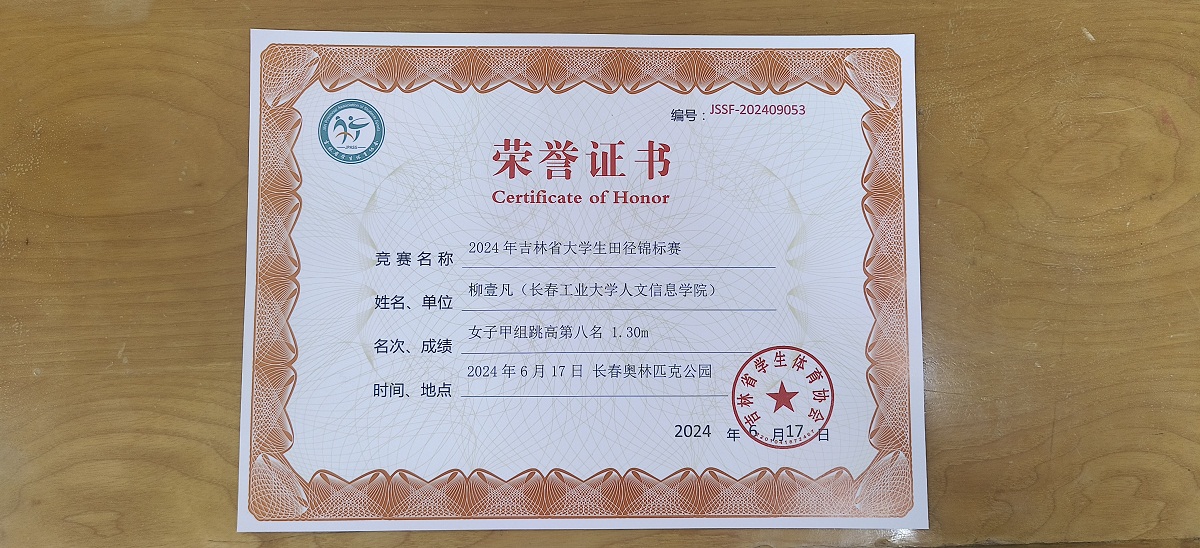 编号：JSSF-202409053
荣誉证书
Certificate of Honor
竞赛名称 2024年吉林省大学生田径锦标赛
姓名、单位 柳壹凡（长春工业大学人文信息学院）
名次、成绩 女子甲组跳高第八名 1.30m
时间、地点 2024年6月17日 长春奥林匹克公园
吉林省学生体育协会
2024 年 6 月 17 日